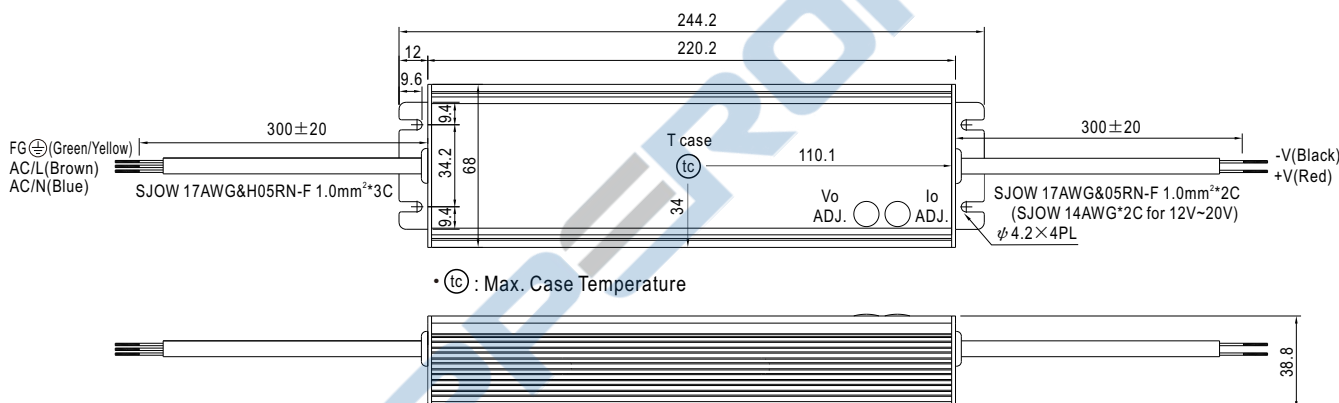 244.2
12
220.2
9.6
300±20
9.4
34.2
68
9.4
T case
tc
110.1
34
300±20
FG⏚(Green/Yellow)
AC/L(Brown)
AC/N(Blue)
SJOW 17AWG&H05RN-F 1.0mm²*3C
Vo
ADJ.
Io
ADJ.
-V(Black)
+V(Red)
SJOW 17AWG&05RN-F 1.0mm²*2C
(SJOW 14AWG*2C for 12V~20V)
ψ4.2×4PL
• tc : Max. Case Temperature
38.8